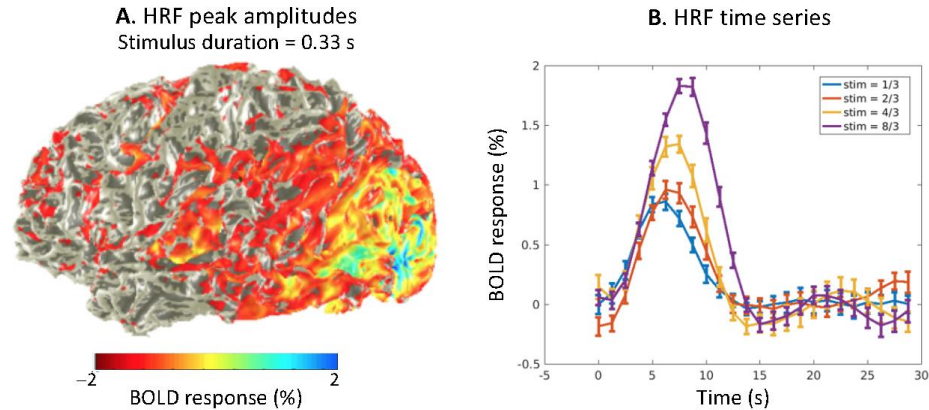 A. HRF peak amplitudes
Stimulus duration = 0.33 s
−2
2
BOLD response (%)
B. HRF time series
2
1.5
1
0.5
0
-0.5
BOLD response (%)
stim = 1/3
stim = 2/3
stim = 4/3
stim = 8/3
-5
0
5
10
15
20
25
30
Time (s)